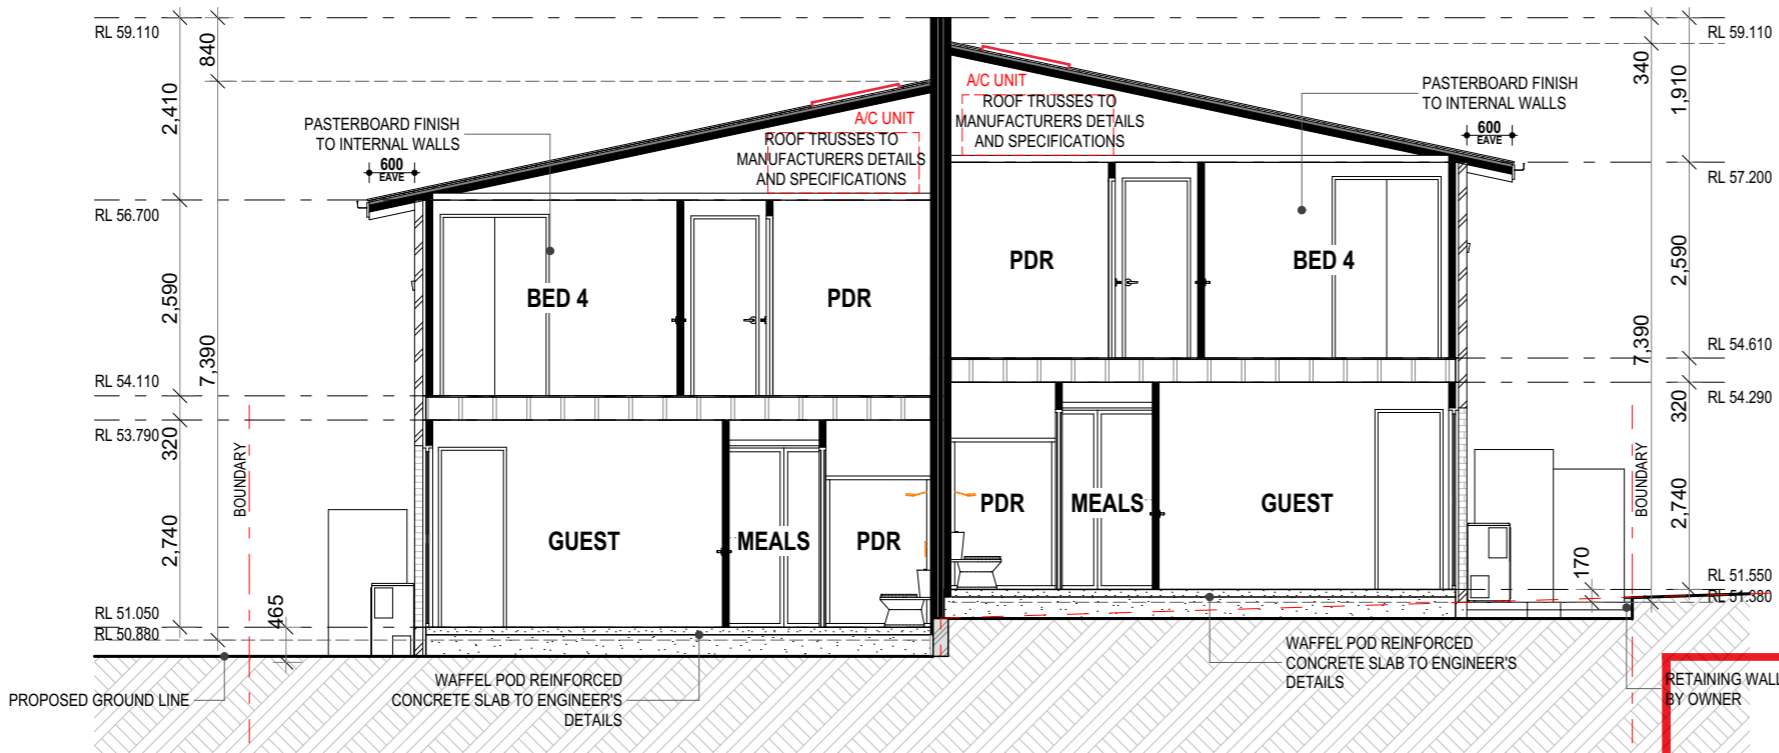 RL 59.110
840
2,410
PASTERBOARD FINISH
TO INTERNAL WALLS
600
EAVE
A/C UNIT
ROOF TRUSSES TO
MANUFACTURERS DETAILS
AND SPECIFICATIONS
RL 56.700
2,590
7,390
BED 4
PDR
RL 54.110
RL 53.790
320
BOUNDARY
2,740
GUEST
MEALS
PDR
RL 51.050
RL 50.880
465
PROPOSED GROUND LINE
WAFFEL POD REINFORCED
CONCRETE SLAB TO ENGINEER'S
DETAILS
A/C UNIT
ROOF TRUSSES TO
MANUFACTURERS DETAILS
AND SPECIFICATIONS
PASTERBOARD FINISH
TO INTERNAL WALLS
600
EAVE
340
1,910
RL 59.110
RL 57.200
PDR
BED 4
2,590
7,390
RL 54.610
320
RL 54.290
PDR
MEALS
GUEST
BOUNDARY
2,740
170
RL 51.550
RL 51.380
WAFFEL POD REINFORCED
CONCRETE SLAB TO ENGINEER'S
DETAILS
RETAINING WALL
BY OWNER